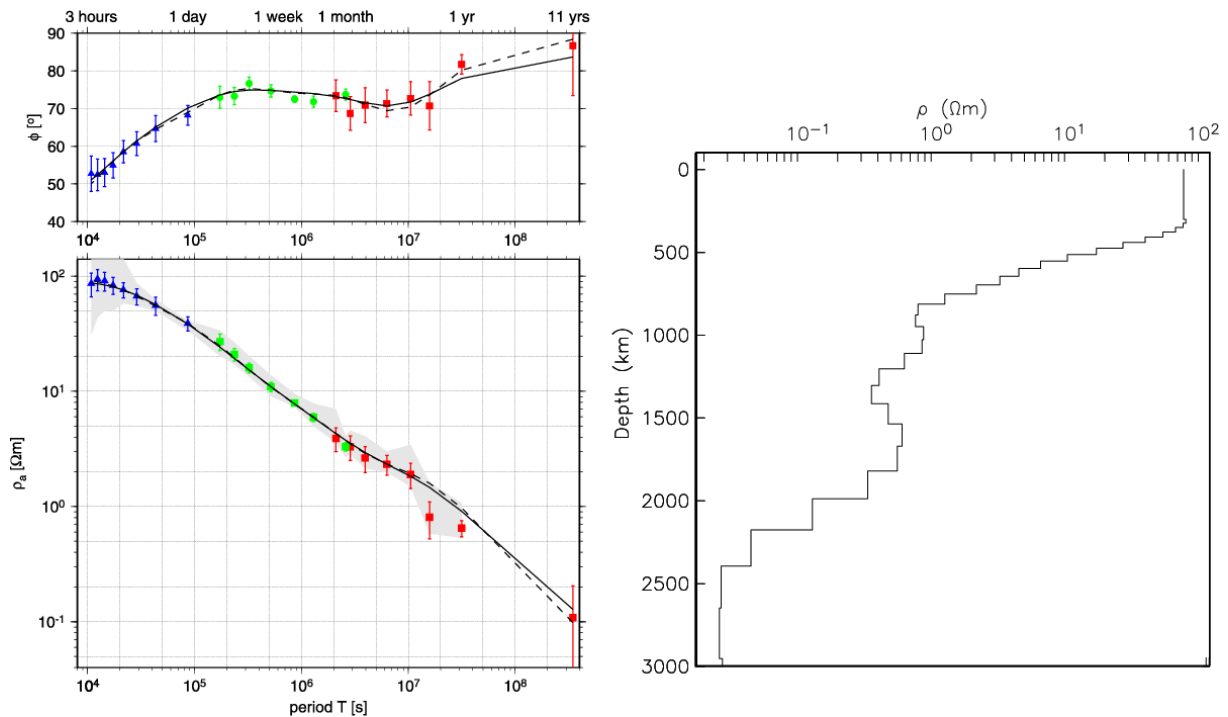 3 hours 1 day 1 week 1 month 1 yr 11 yrs
90
80
70
60
50
40
ϕ [º]
10⁴ 10⁵ 10⁶ 10⁷ 10⁸
10²
10¹
10⁰
10⁻¹
ρₐ [Ωm]
10⁴ 10⁵ 10⁶ 10⁷ 10⁸
period T [s]
ρ (Ωm)
10⁻¹ 10⁰ 10¹ 10²
0
500
1000
1500
2000
2500
3000
Depth (km)